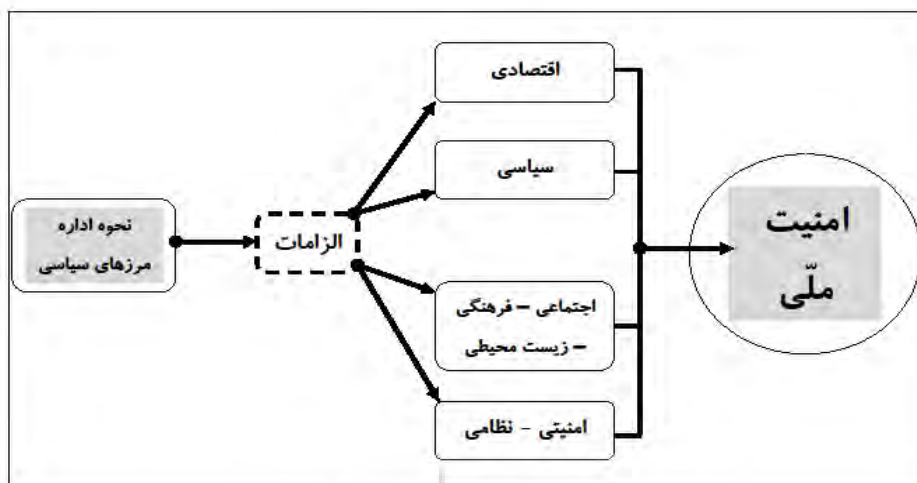 نحوه اداره
مرزهای سیاسی
الزامات
اقتصادی
سیاسی
اجتماعی – فرهنگی
– زیست محیطی
امنیتی - نظامی
امنیت
ملّی